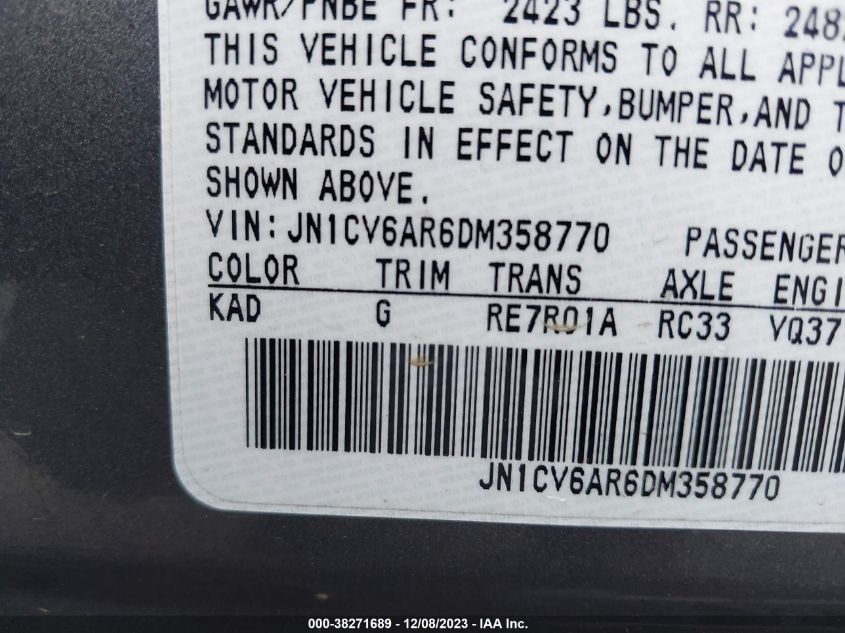 GAWR/PNBE FR: 2423 LBS. RR:
THIS VEHICLE CONFORMS TO ALL
MOTOR VEHICLE SAFETY,BUMPER,AND
STANDARDS IN EFFECT ON THE DATE
SHOWN ABOVE.
VIN:JN1CV6AR6DM358770 PASSENGER
COLOR TRIM TRANS AXLE ENGI
KAD G RE7R01A RC33 VQ37
JN1CV6AR6DM358770
000-38271689 - 12/08/2023 - IAA Inc.